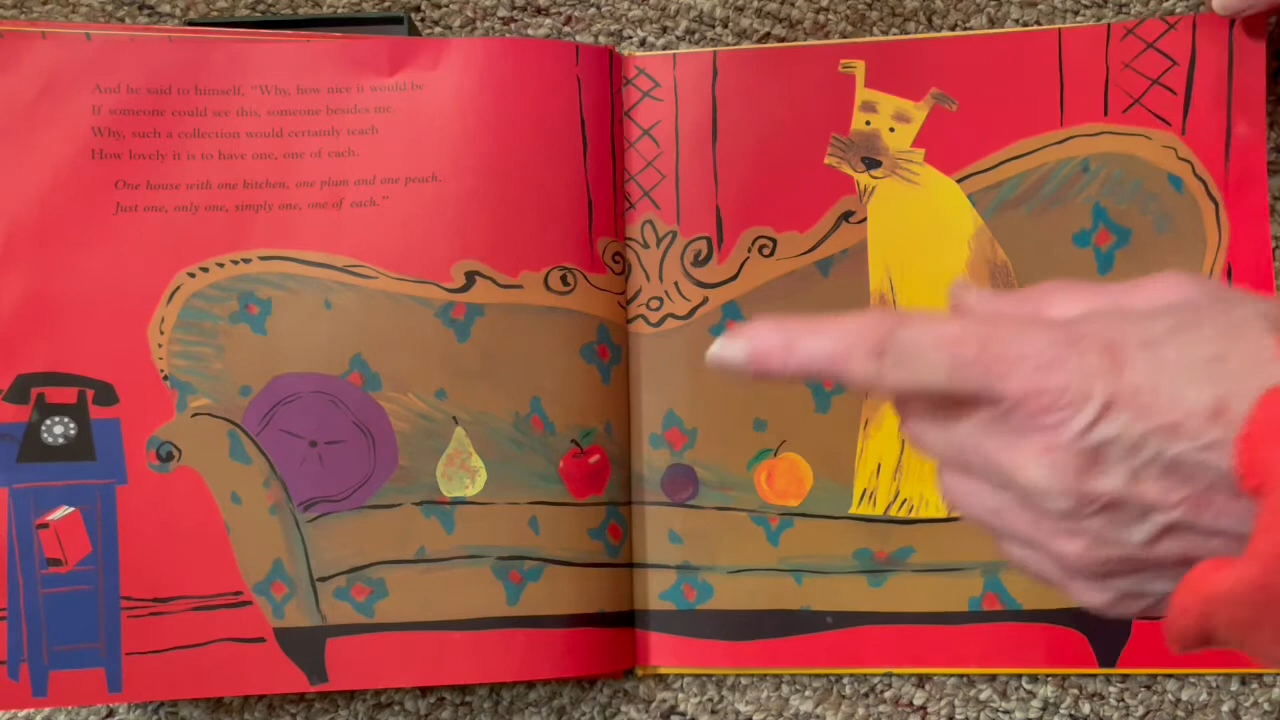 And he said to himself, "Why, how nice it would be
If someone could see this, someone besides me.
Why, such a collection would certainly teach
How lovely it is to have one, one of each.
One house with one kitchen, one plum and one peach.
Just one, only one, simply one, one of each."